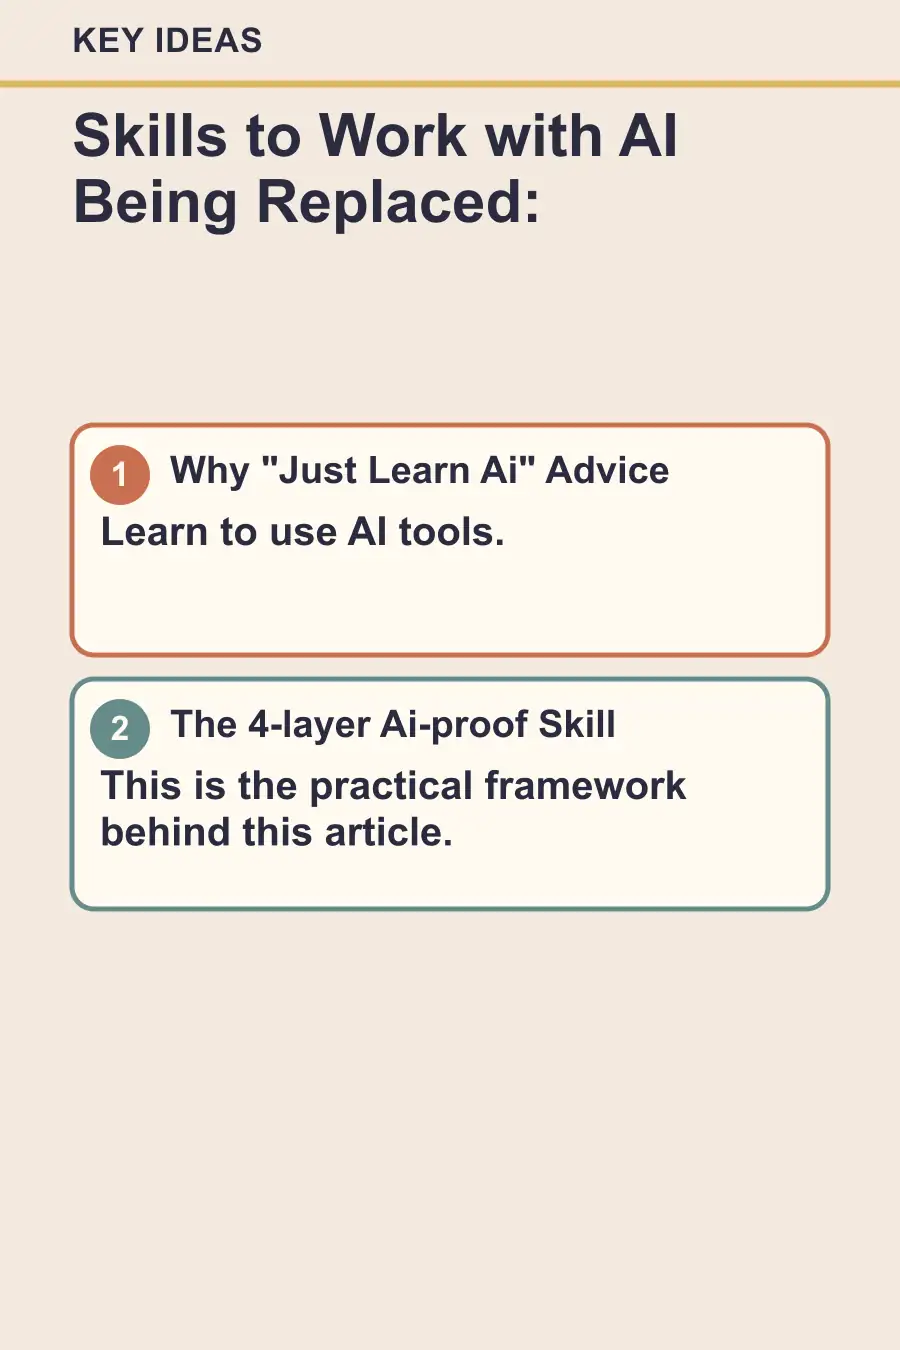 KEY IDEAS
Skills to Work with AI
Being Replaced:
1
Why "Just Learn Ai" Advice
Learn to use AI tools.
2
The 4-layer Ai-proof Skill
This is the practical framework
behind this article.